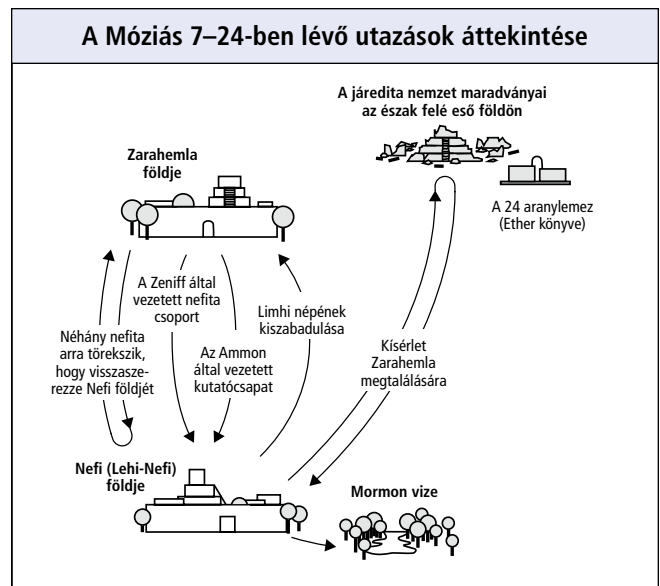 A Móziás 7–24-ben lévő utazások áttekintése
A járedita nemzet maradványai
az észak felé eső földön
Zarahemla
földje
A 24 aranylemez
(Ether könyve)
A Zeniff által
vezetett nefita
csoport
Limhi népének
kiszabadulása
Néhány nefita
arra törekszik,
hogy visszasze-
rezze Nefi földjét
Az Ammon
által vezetett
kutatócsapat
Kísérlet
Zarahemla
megtalálására
Nefi (Lehi-Nefi)
földje
Mormon vize